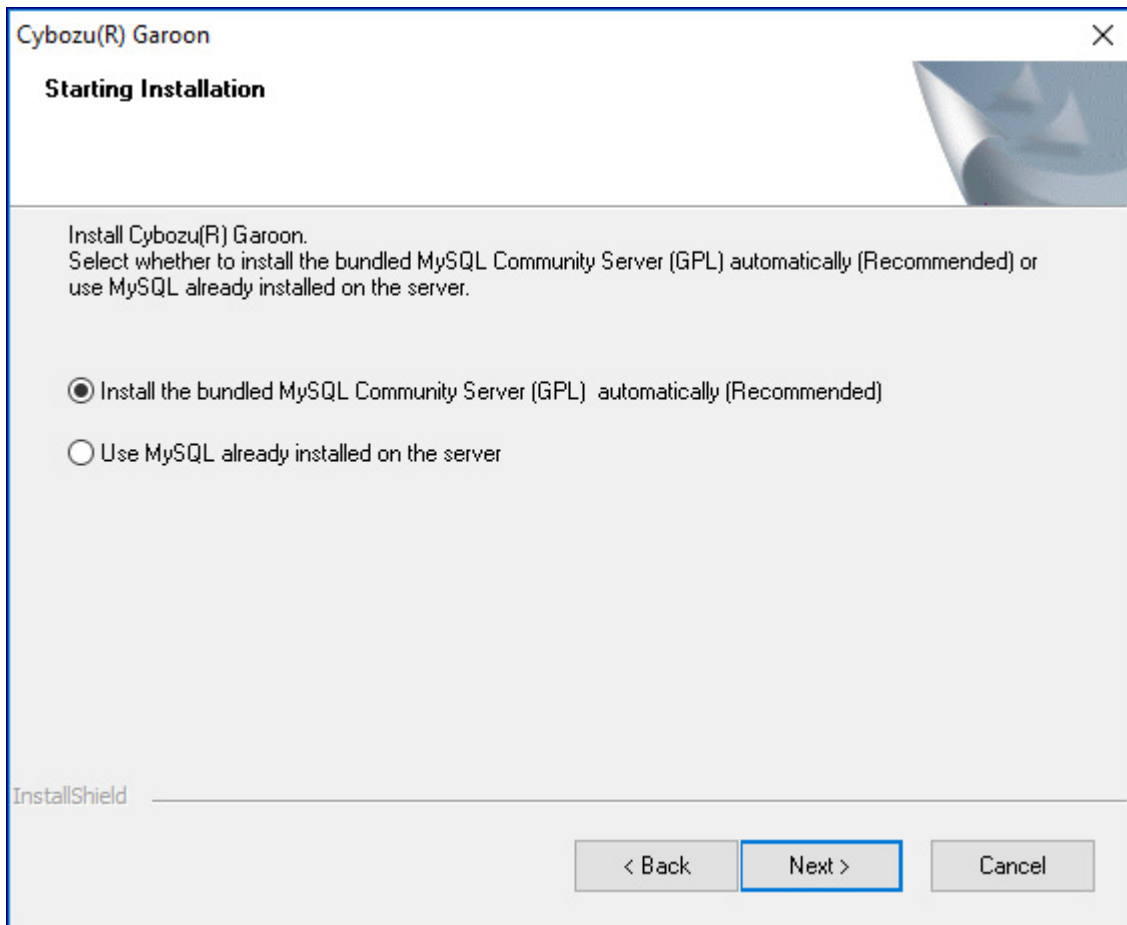 Cybozu(R) Garoon
Starting Installation
Install Cybozu(R) Garoon.
Select whether to install the bundled MySQL Community Server (GPL) automatically (Recommended) or
use MySQL already installed on the server.
Install the bundled MySQL Community Server (GPL)  automatically (Recommended)
Use MySQL already installed on the server
InstallShield
< Back
Next >
Cancel